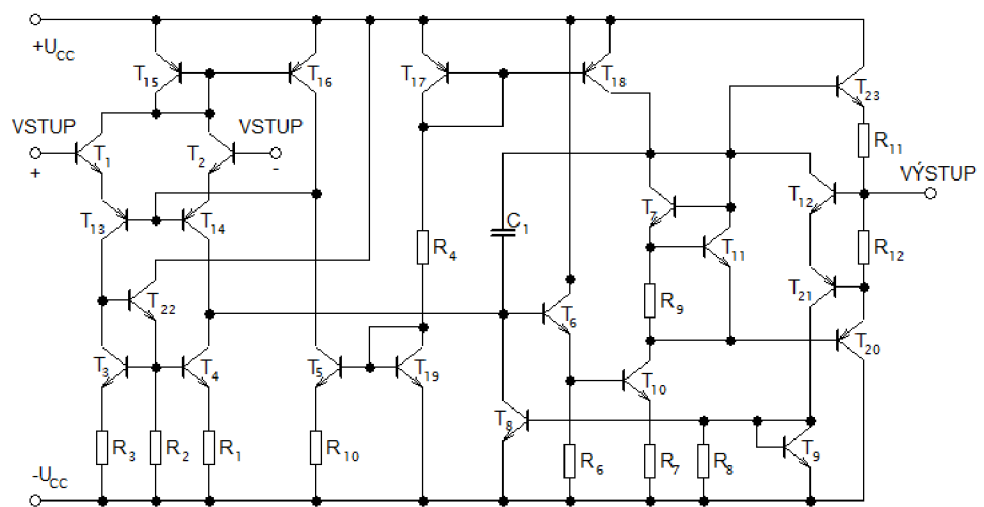 +U_CC
T15
T16
T17
T18
T23
VSTUP
VSTUP
+
T1
T2
-
R11
VÝSTUP
T13
T14
T7
T12
C1
R4
T11
R12
T22
R9
T21
T6
T3
T4
T5
T19
T10
T20
T8
R3
R2
R1
R10
R6
R7
R8
T9
-U_CC